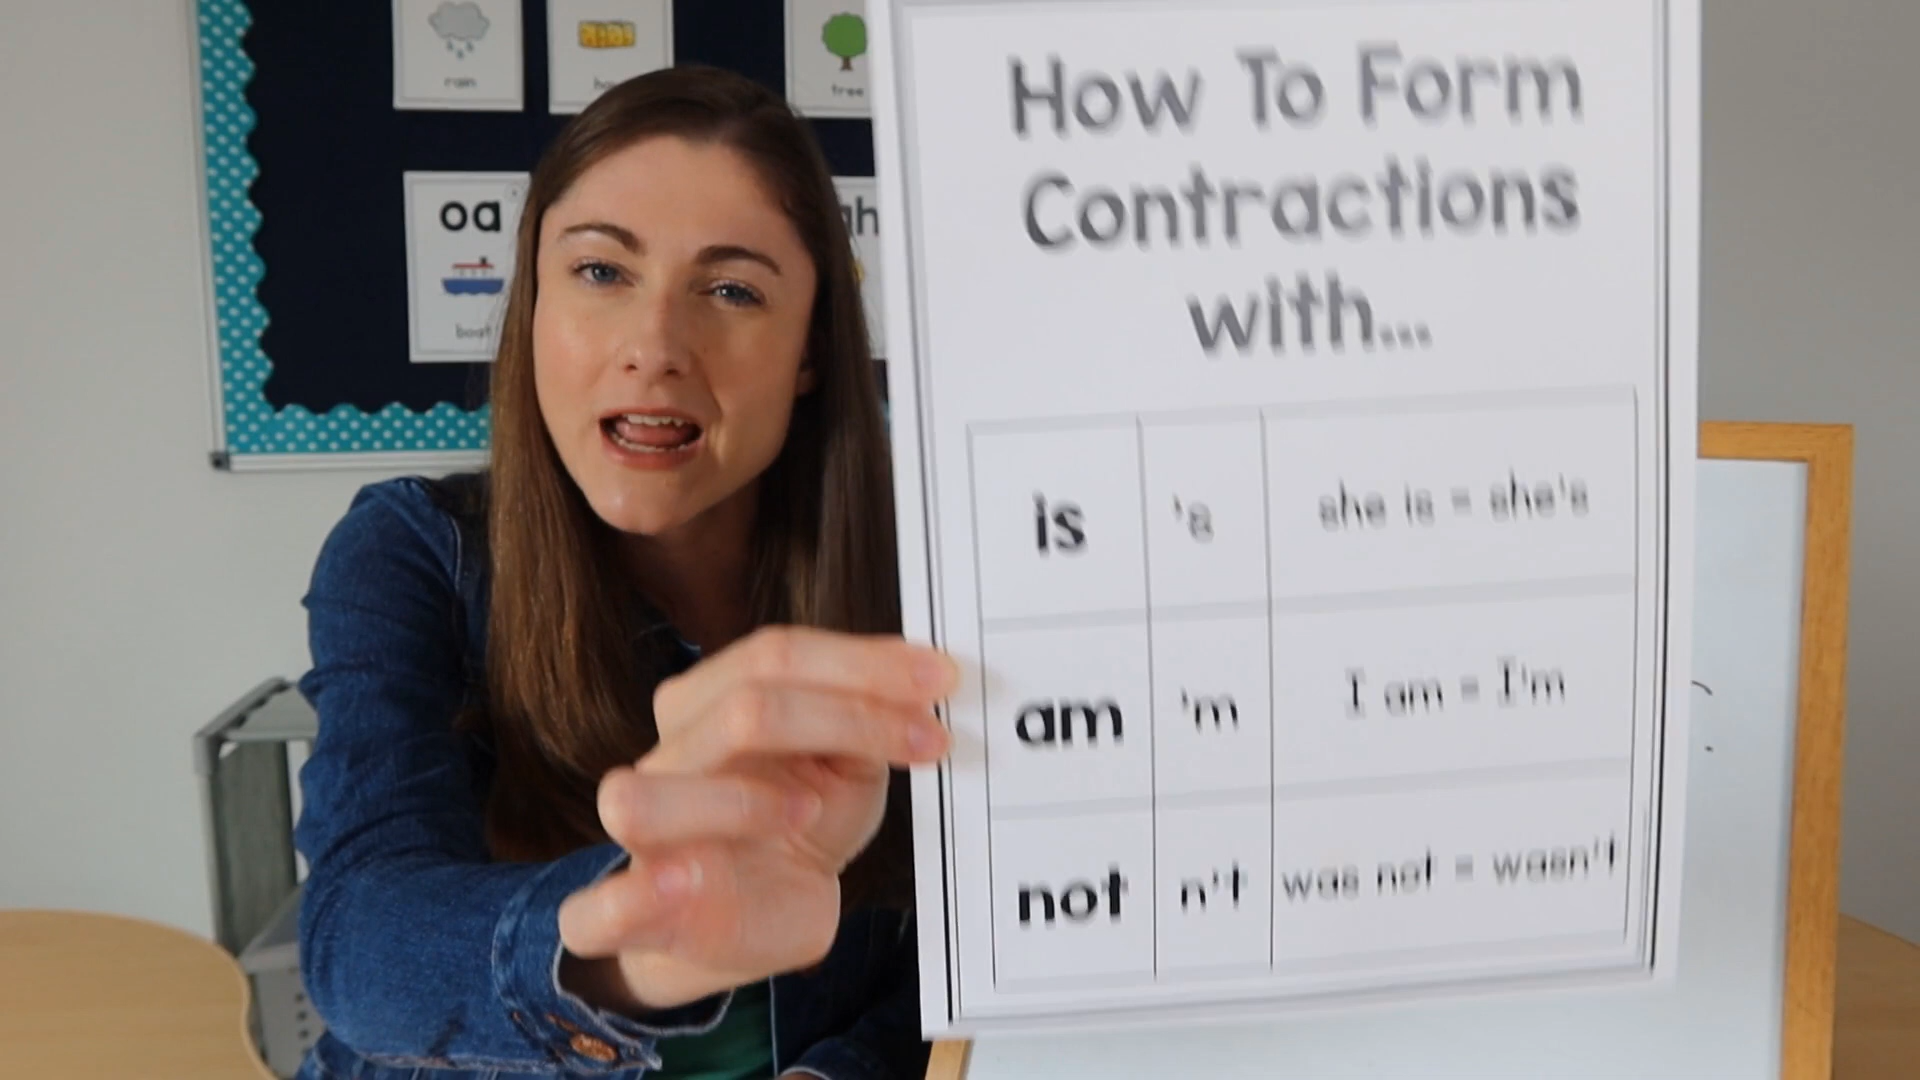 rain
tree
oa
boat
How To Form
Contractions
with...
is 's she is = she's
am 'm I am = I'm
not n't was not = wasn't